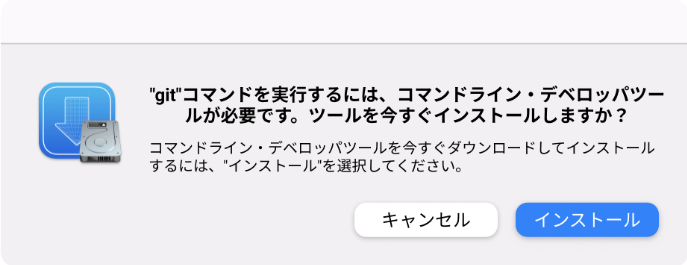 "git"コマンドを実行するには、コマンドライン・デベロッパツー
ルが必要です。ツールを今すぐインストールしますか？
コマンドライン・デベロッパツールを今すぐダウンロードしてインストール
するには、"インストール"を選択してください。
キャンセル
インストール